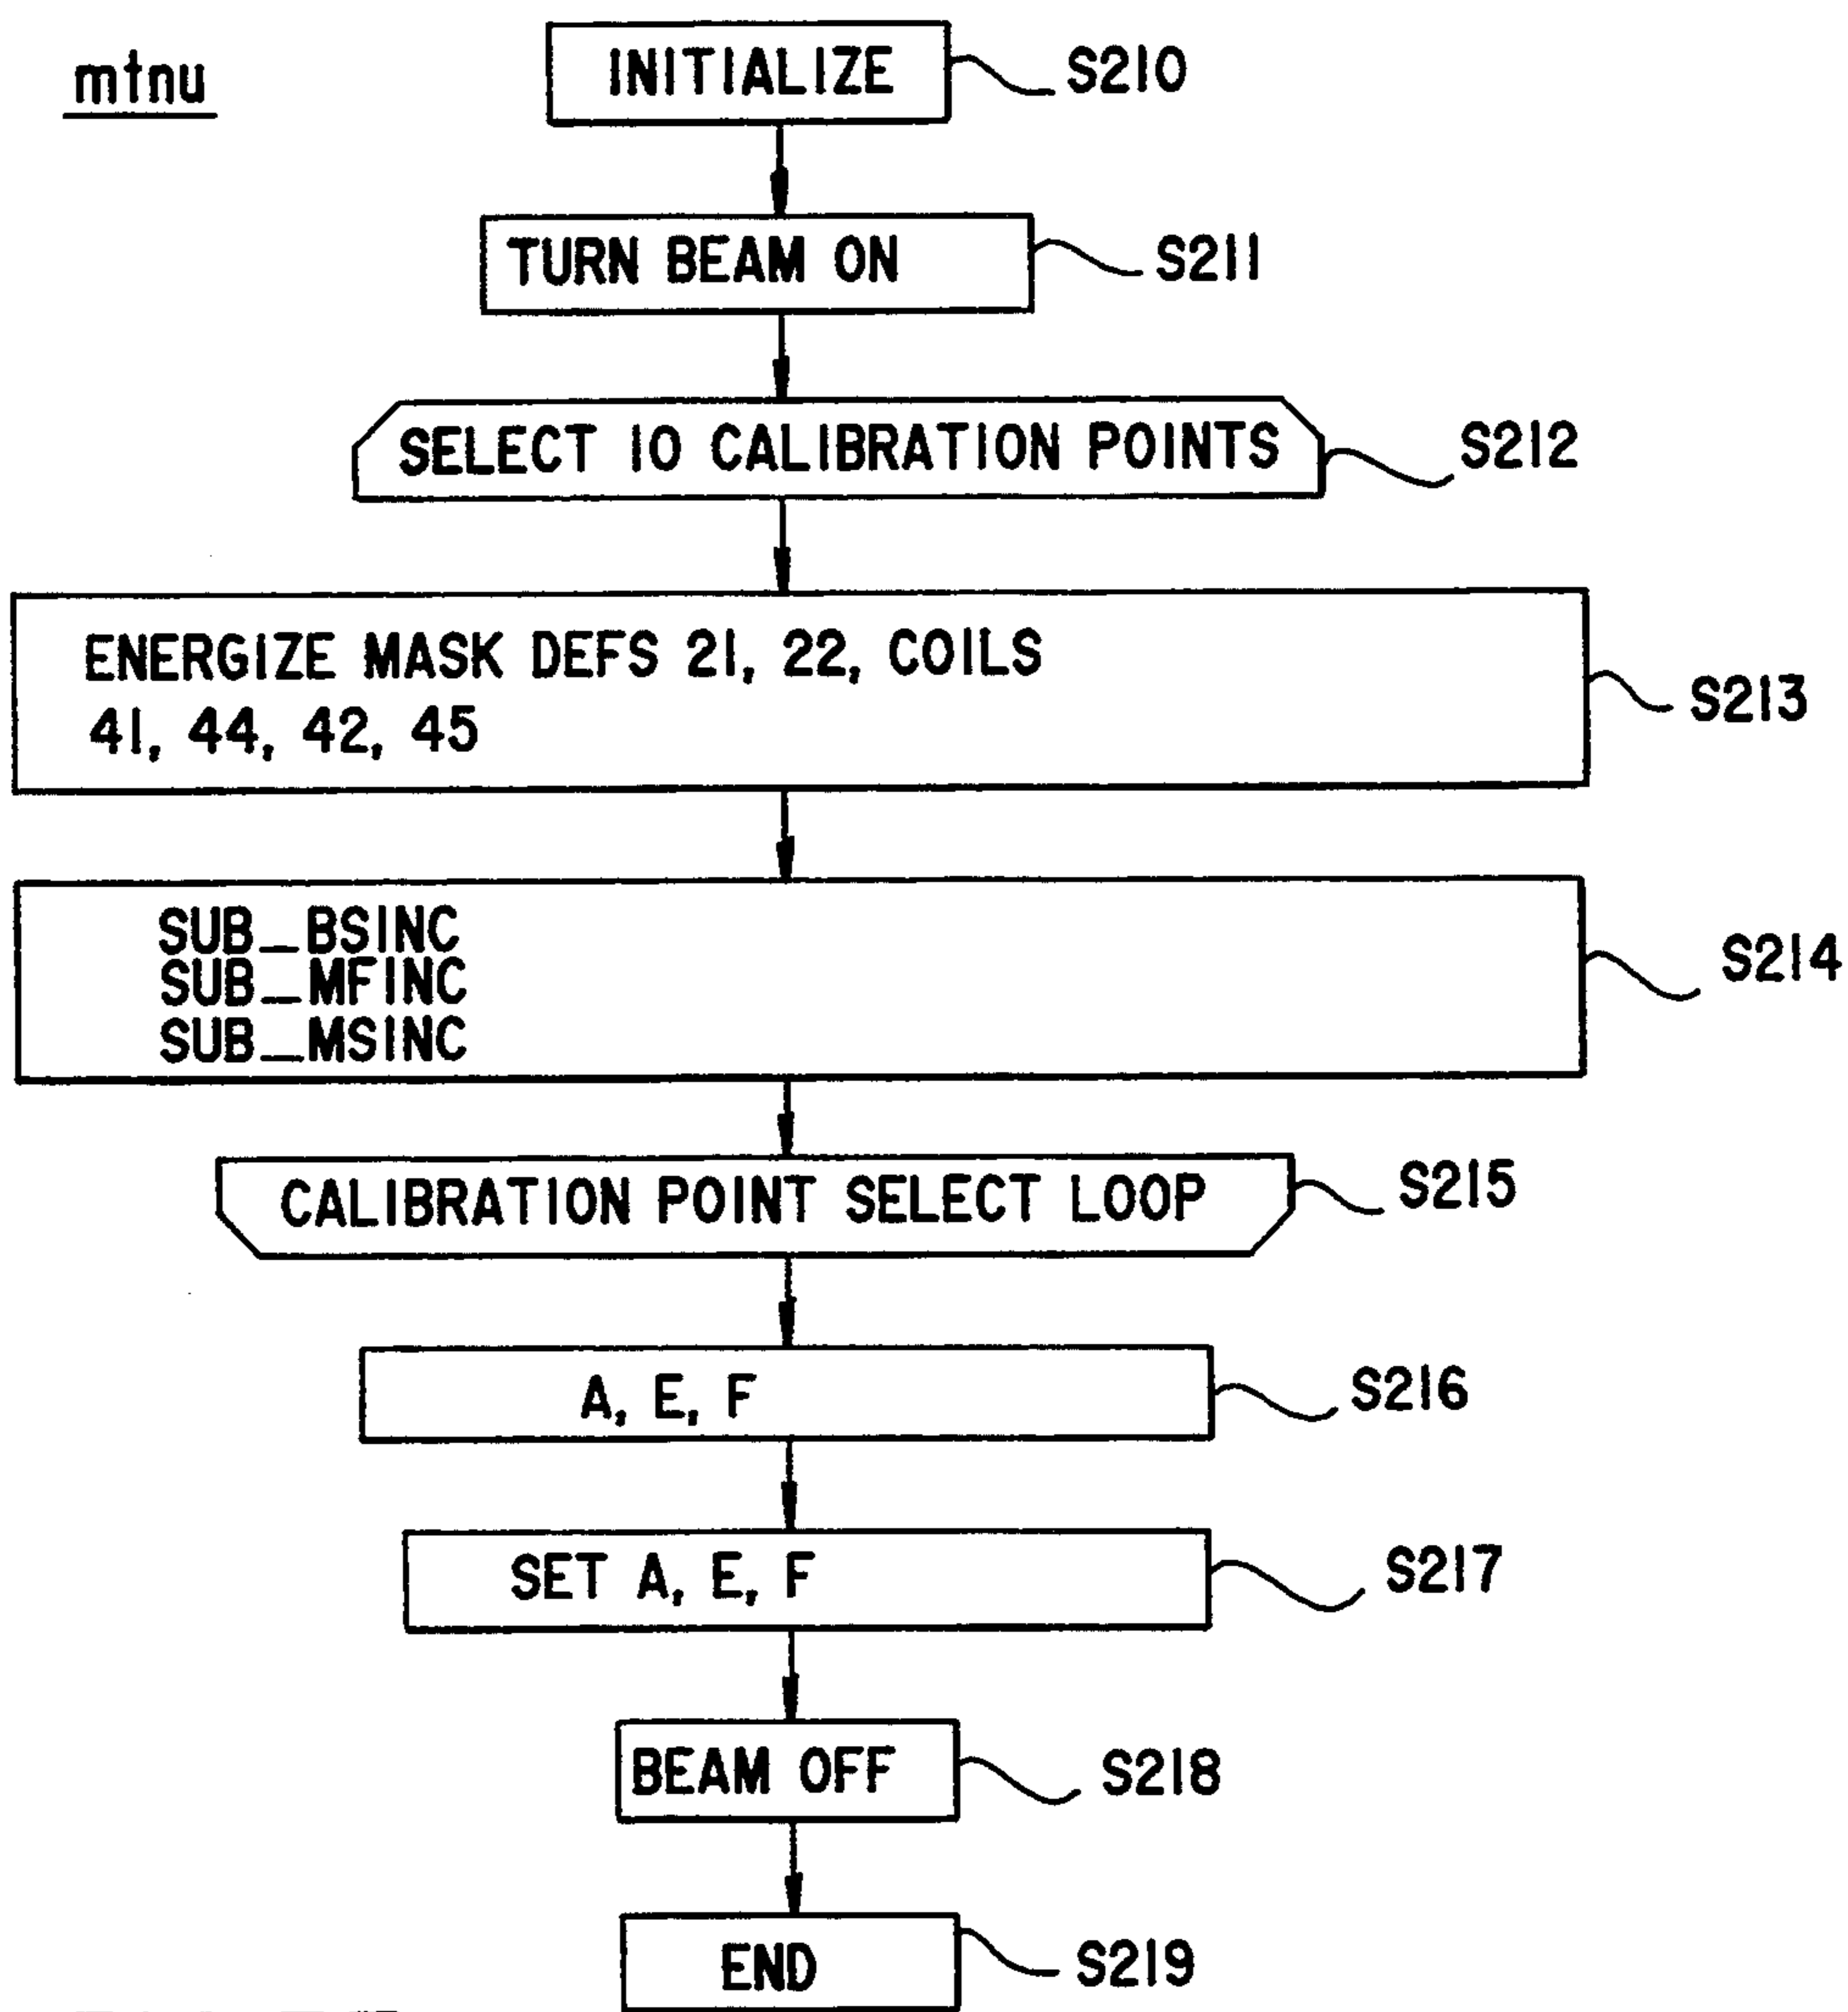 mtnu
INITIALIZE
S210
TURN BEAM ON
S211
SELECT 10 CALIBRATION POINTS
S212
ENERGIZE MASK DEFS 21, 22, COILS
41, 44, 42, 45
S213
SUB_BSINC
SUB_MFINC
SUB_MSINC
S214
CALIBRATION POINT SELECT LOOP
S215
A, E, F
S216
SET A, E, F
S217
BEAM OFF
S218
END
S219